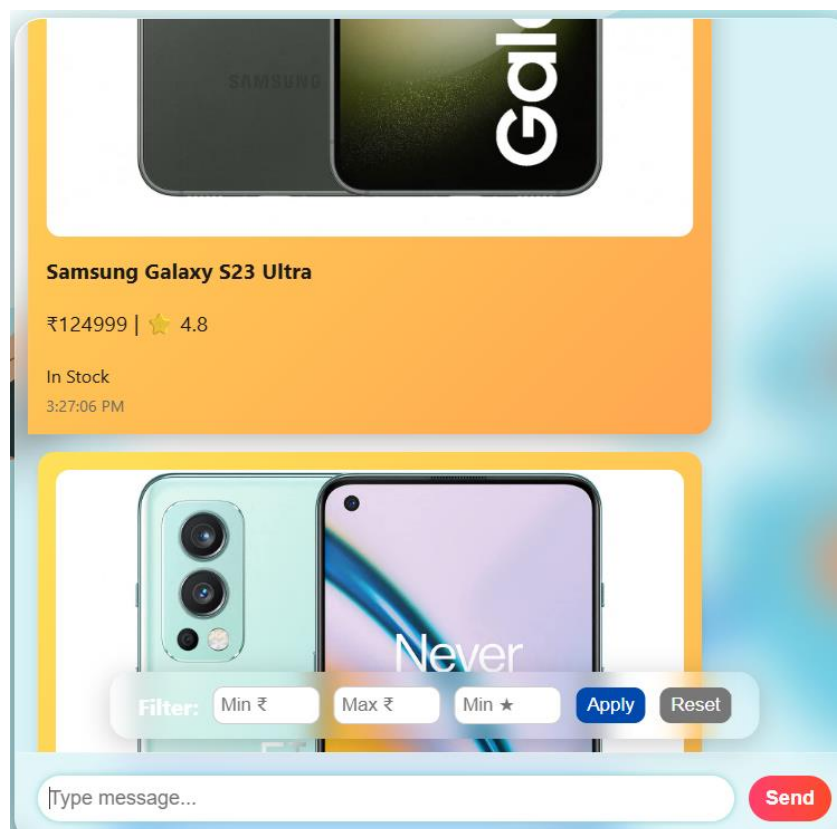 SAMSUNG
Gal
Samsung Galaxy S23 Ultra
₹124999 | ⭐ 4.8
In Stock
3:27:06 PM
Never
Filter: Min ₹ Max ₹ Min ★ Apply Reset
Type message... Send